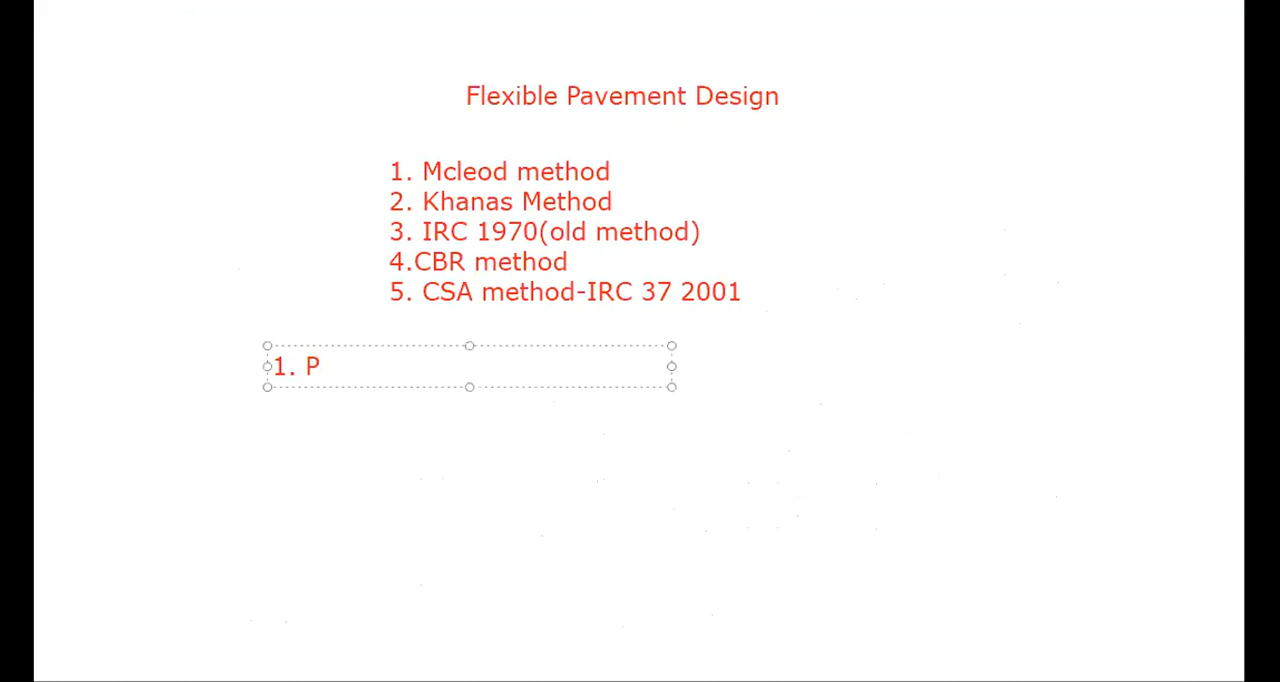 Flexible Pavement Design
1. Mcleod method
2. Khanas Method
3. IRC 1970(old method)
4.CBR method
5. CSA method-IRC 37 2001
1. P